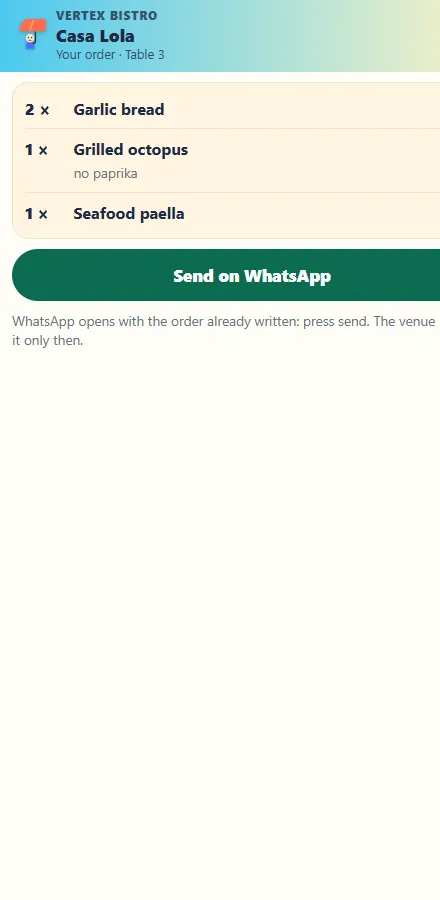 VERTEX BISTRO
Casa Lola
Your order · Table 3
2 × Garlic bread
1 × Grilled octopus
no paprika
1 × Seafood paella
Send on WhatsApp
WhatsApp opens with the order already written: press send. The venue
it only then.